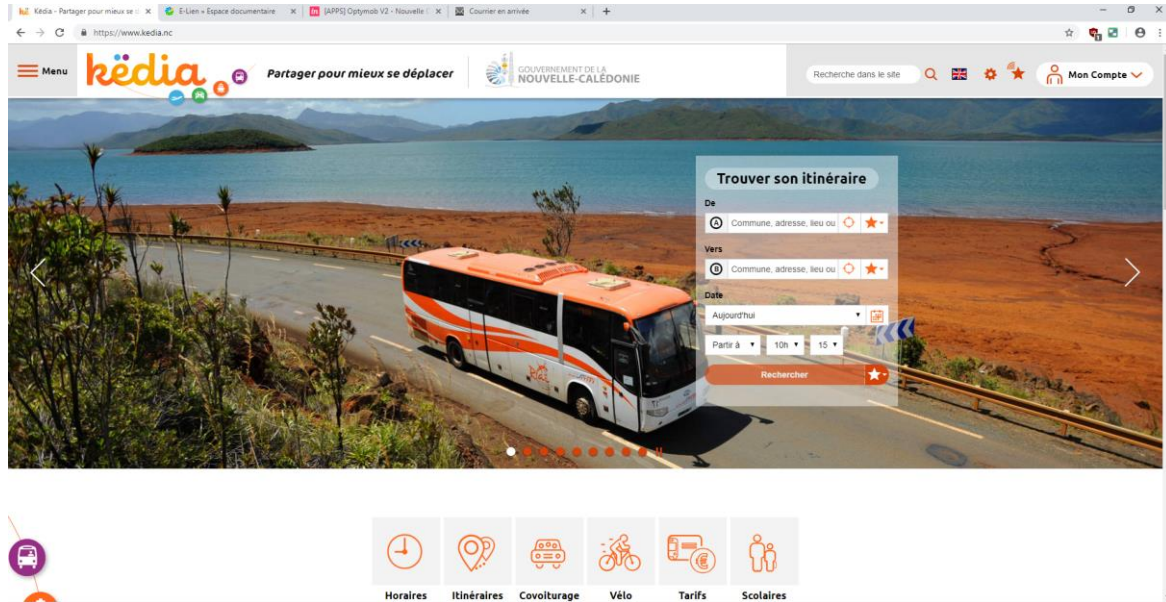 Kedia - Partager pour mieux se d
E-Lien » Espace documentaire
[APPS] Optymob V2 - Nouvelle C
Courrier en arrivée
https://www.kedia.nc
Menu
këdia
Partager pour mieux se déplacer
GOUVERNEMENT DE LA
NOUVELLE-CALÉDONIE
Recherche dans le site
Mon Compte
Trouver son itinéraire
De
A
Commune, adresse, lieu ou
Vers
B
Commune, adresse, lieu ou
Date
Aujourd'hui
Partir à 10h 15
Rechercher
Horaires Itinéraires Covoiturage Vélo Tarifs Scolaires